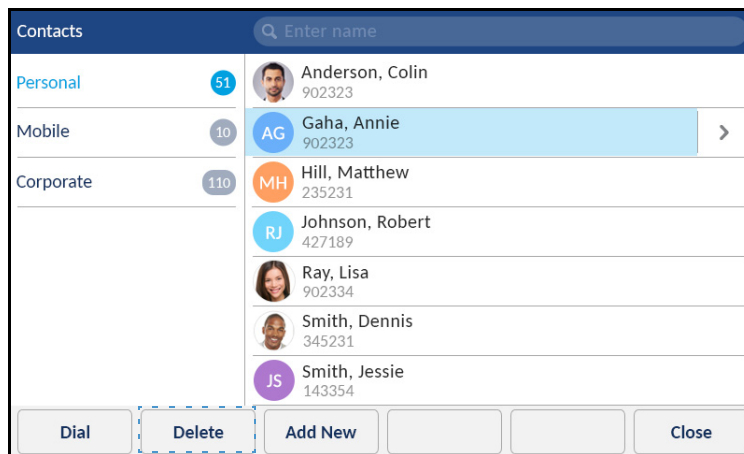 Contacts
Enter name
Personal 51
Mobile 10
Corporate 110
Anderson, Colin
902323
AG
Gaha, Annie
902323
MH
Hill, Matthew
235231
RJ
Johnson, Robert
427189
Ray, Lisa
902334
Smith, Dennis
345231
JS
Smith, Jessie
143354
Dial Delete Add New Close